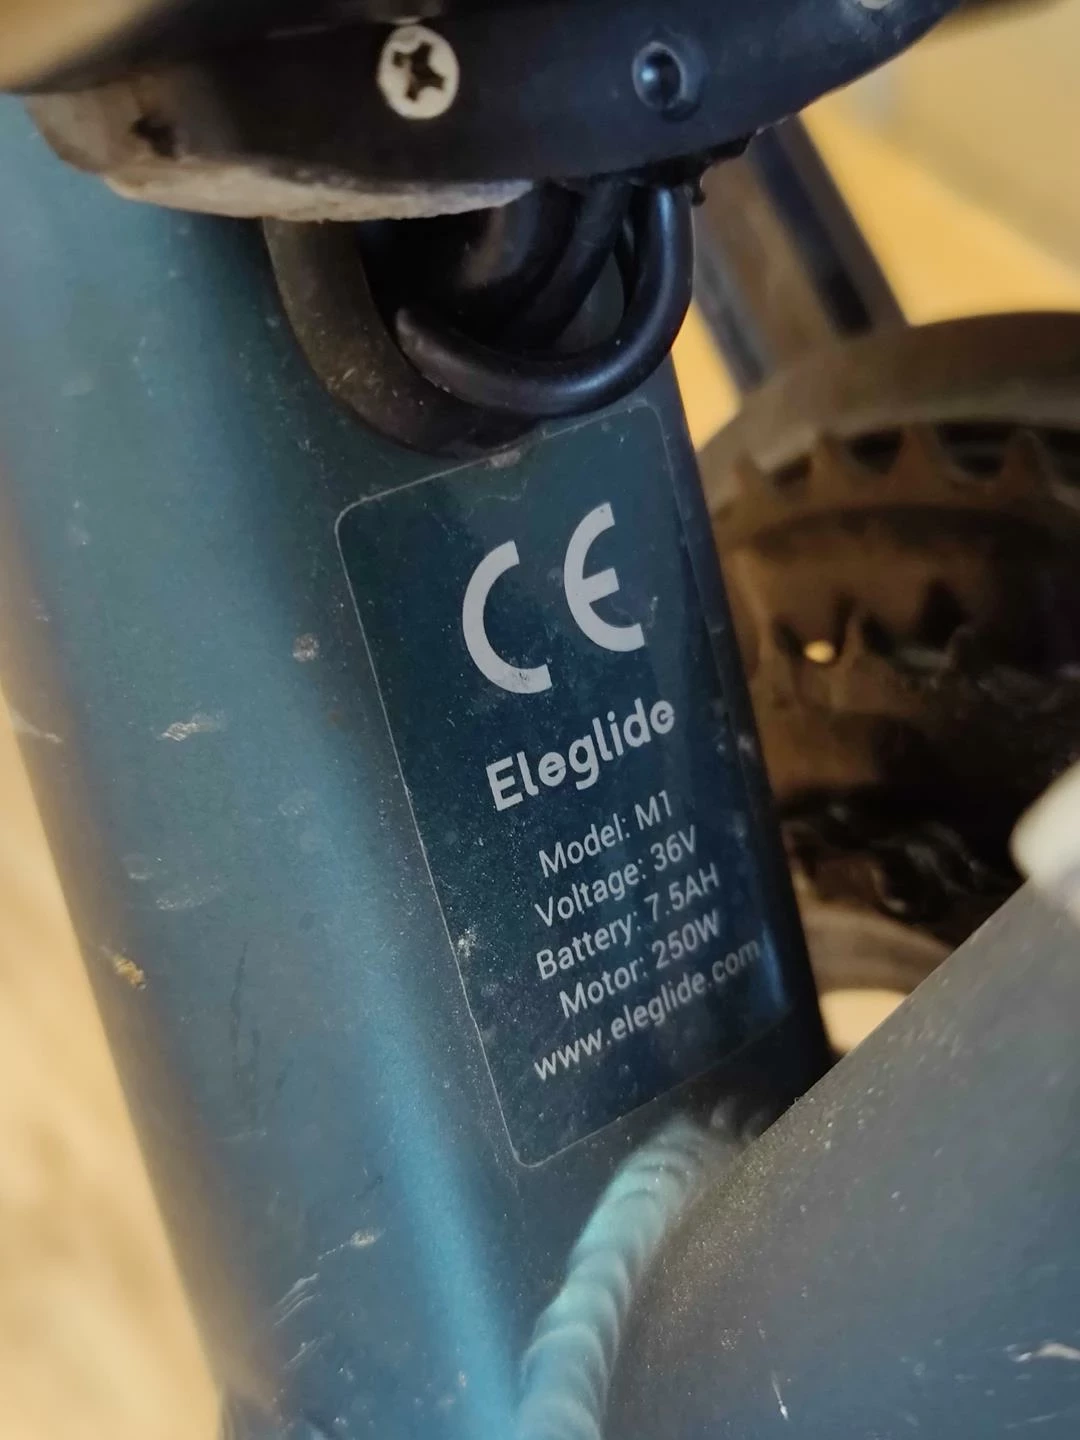 CE
Eleglide
Model: M1
Voltage: 36V
Battery: 7.5AH
Motor: 250W
www.eleglide.com